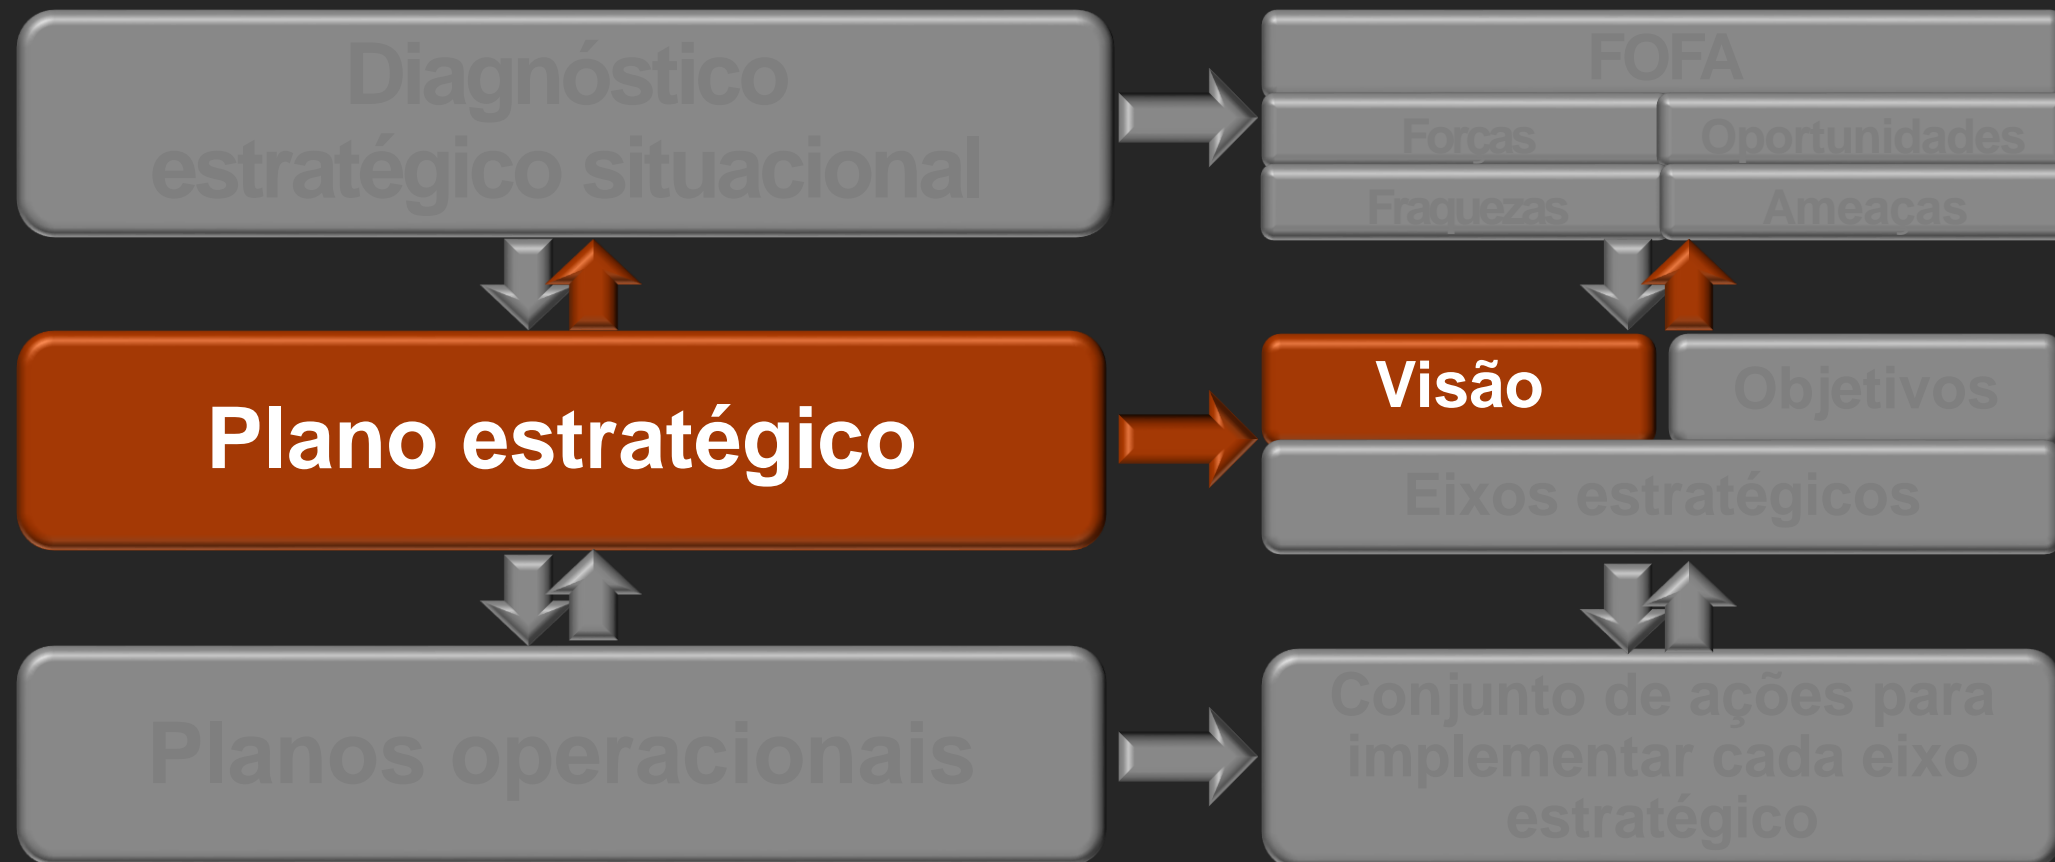 Diagnóstico
estratégico situacional
FOFA
Forças
Oportunidades
Fraquezas
Ameaças
Plano estratégico
Visão
Objetivos
Eixos estratégicos
Planos operacionais
Conjunto de ações para
implementar cada eixo
estratégico